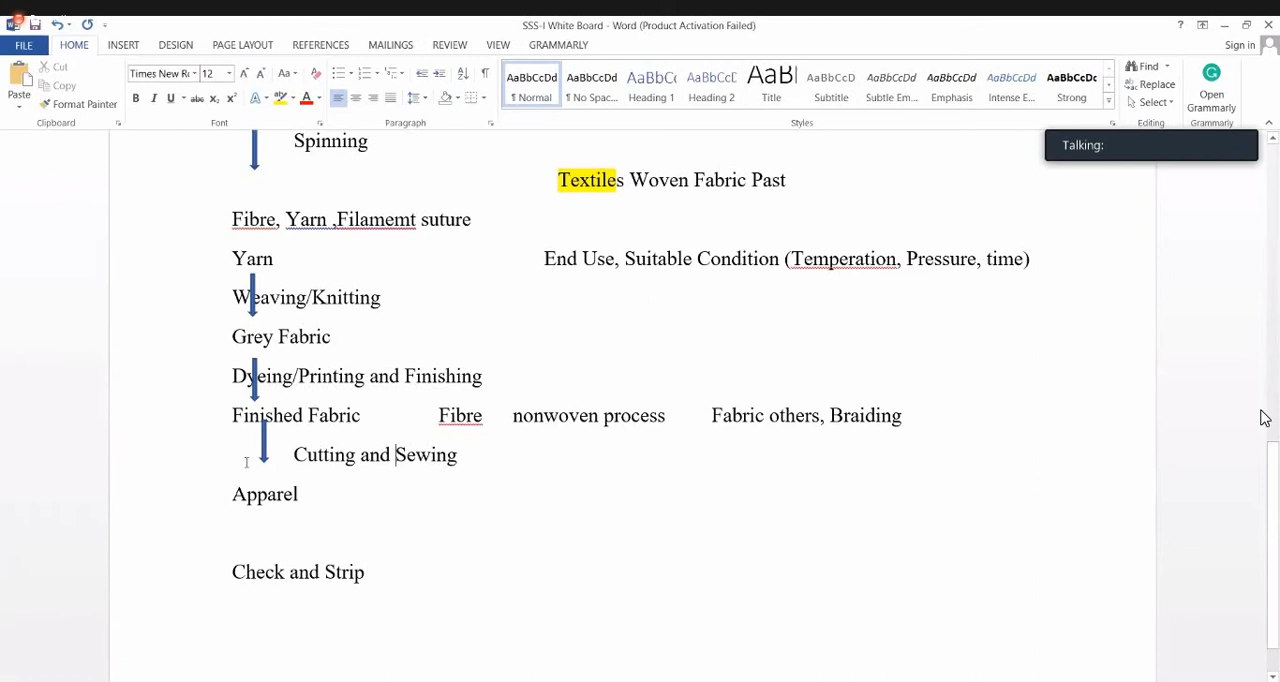 SSS-I White Board - Word (Product Activation Failed)
FILE HOME INSERT DESIGN PAGE LAYOUT REFERENCES MAILINGS REVIEW VIEW GRAMMARLY Sign in
Cut
Copy
Format Painter
Paste
Clipboard
Times New Ro 12
Font
Paragraph
AaBbCcDd AaBbCcDd AaBbC AaBbCcD AaBb AaBbCcDd AaBbCcDd AaBbCcDd AaBbCcDd AaBbCcDc
¶ Normal ¶ No Spac... Heading 1 Heading 2 Title Subtitle Subtle Em... Emphasis Intense E... Strong
Styles
Find
Replace
Select
Editing
Open
Grammarly
Grammarly
Talking:
Spinning
Textiles Woven Fabric Past
Fibre, Yarn ,Filamemt suture
Yarn End Use, Suitable Condition (Temperation, Pressure, time)
Weaving/Knitting
Grey Fabric
Dyeing/Printing and Finishing
Finished Fabric Fibre nonwoven process Fabric others, Braiding
Cutting and Sewing
Apparel
Check and Strip